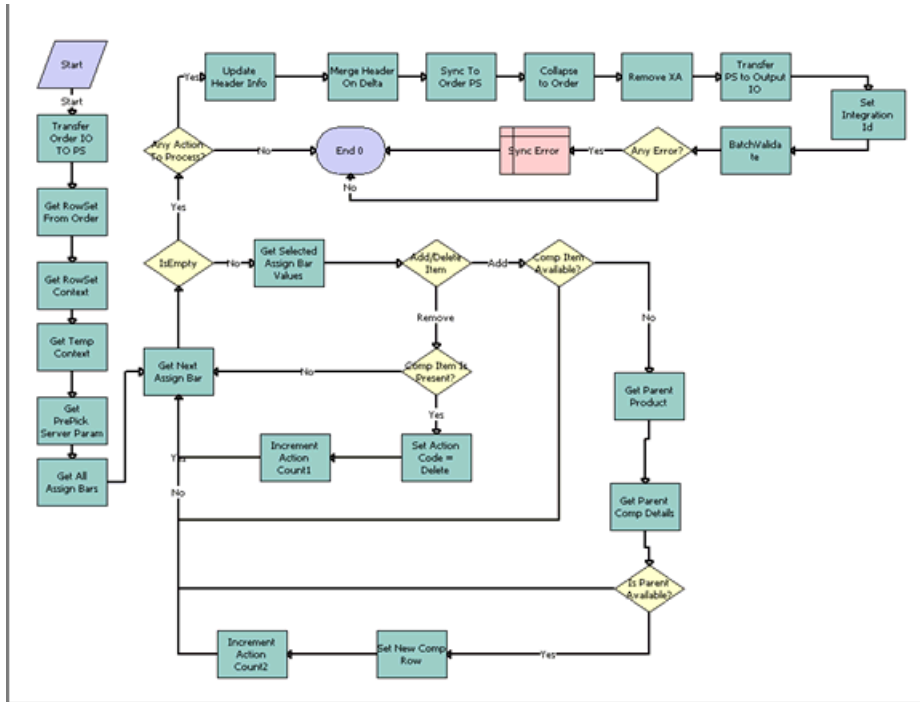 Start
Start
Transfer
Order IO
TO PS
Get RowSet
From Order
Get RowSet
Context
Get Temp
Context
Get
PrePick
Server Param
Get All
Assign Bars
Yes
Update
Header Info
Merge Header
On Delta
Sync To
Order PS
Collapse
to Order
Remove XA
Transfer
PS to Output
IO
Set
Integration
Id
BatchValida
te
Any Error?
Yes
Sync Error
No
End 0
No
Any Action
To Process?
Yes
IsEmpty
No
Get Selected
Assign Bar
Values
Add/Delete
Item
Add
Comp Item
Available?
No
Remove
Comp Item Is
Present?
No
Get Next
Assign Bar
Yes
Set Action
Code =
Delete
Increment
Action
Count1
Yes
No
Get Parent
Product
Get Parent
Comp Details
Is Parent
Available?
Yes
Set New Comp
Row
Increment
Action
Count2